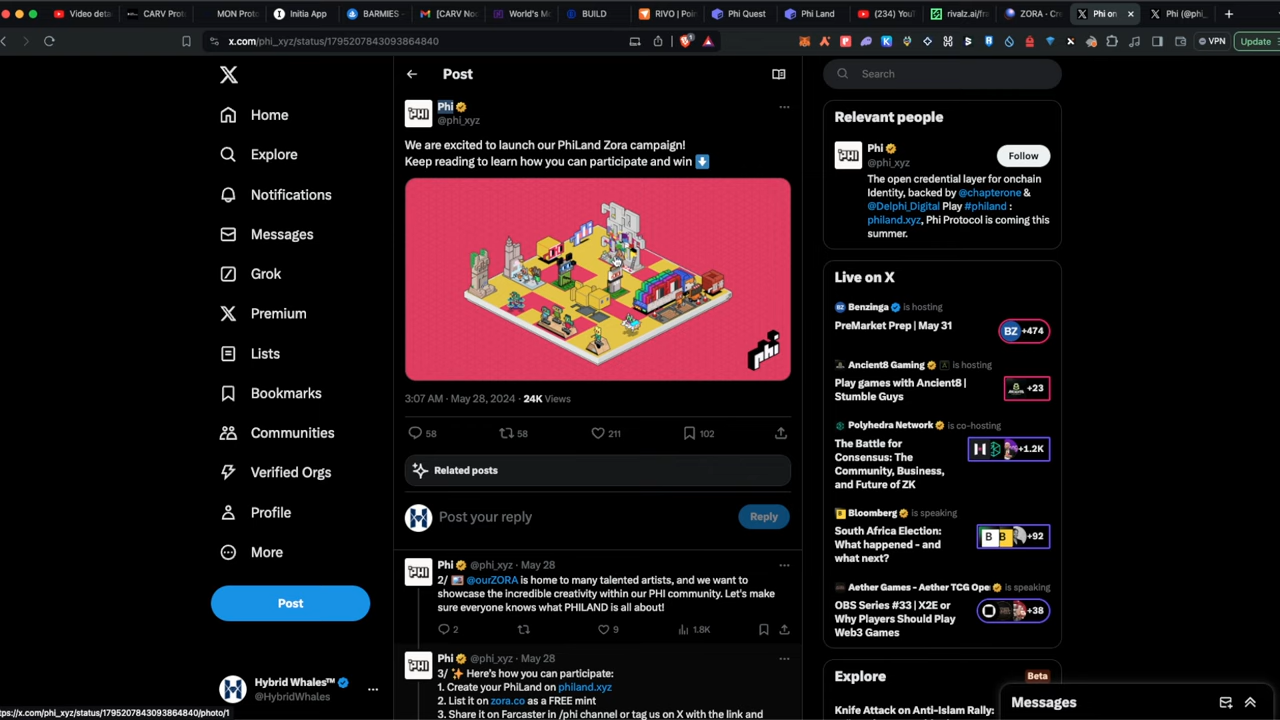 Video deta
CARV Prot
MON Proto
Initia App
BARMIES -
[CARV Noc
World's Mo
BUILD
RIVO | Poin
Phi Quest
Phi Land
(234) YouT
rivalz.ai/fra
ZORA - Cre
Phi on
Phi (@phi_
x.com/phi_xyz/status/1795207843093864840
VPN
Update
Home
Explore
Notifications
Messages
Grok
Premium
Lists
Bookmarks
Communities
Verified Orgs
Profile
More
Post
Hybrid Whales™
@HybridWhales
tps://x.com/phi_xyz/status/1795207843093864840/photo/1
Post
Phi
@phi_xyz
We are excited to launch our PhiLand Zora campaign!
Keep reading to learn how you can participate and win ⬇️
phi
3:07 AM · May 28, 2024 · 24K Views
58 58 211 102
Related posts
Post your reply
Reply
Phi @phi_xyz · May 28
2/ 📧 @ourZORA is home to many talented artists, and we want to
showcase the incredible creativity within our PHI community. Let's make
sure everyone knows what PHILAND is all about!
2 9 1.8K
Phi @phi_xyz · May 28
3/ ✨ Here's how you can participate:
1. Create your PhiLand on philand.xyz
2. List it on zora.co as a FREE mint
3. Share it on Farcaster in /phi channel or tag us on X with the link and
Search
Relevant people
Phi
@phi_xyz
Follow
The open credential layer for onchain
Identity, backed by @chapterone &
@Delphi_Digital Play #philand :
philand.xyz, Phi Protocol is coming this
summer.
Live on X
Benzinga is hosting
PreMarket Prep | May 31
+474
Ancient8 Gaming is hosting
Play games with Ancient8 |
Stumble Guys
+23
Polyhedra Network is co-hosting
The Battle for
Consensus: The
Community, Business,
and Future of ZK
+1.2K
Bloomberg is speaking
South Africa Election:
What happened – and
what next?
+92
Aether Games - Aether TCG Ope is speaking
OBS Series #33 | X2E or
Why Players Should Play
Web3 Games
+38
Explore
Beta
Knife Attack on Anti-Islam Rally:
Messages